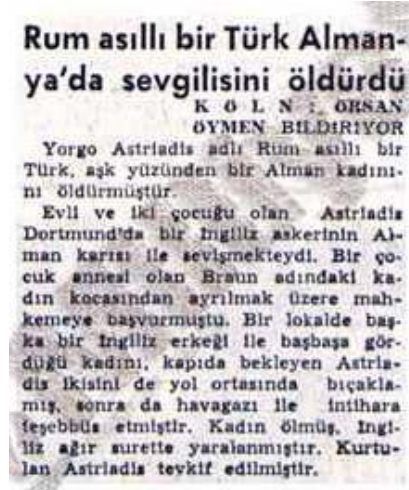 Rum asıllı bir Türk Alman-
ya'da sevgilisini öldürdü
KÖLN: ÖRSAN
ÖYMEN BİLDİRİYOR
Yorgo Astriadis adlı Rum asıllı bir
Türk, aşk yüzünden bir Alman kadını-
nı öldürmüştür.
Evli ve iki çocuğu olan Astriadis
Dortmund'da bir İngiliz askerinin Al-
man karısı ile sevişmekteydi. Bir ço-
cuk annesi olan Braun adındaki ka-
dın kocasından ayrılmak üzere mah-
kemeye başvurmuştu. Bir lokalde baş-
ka bir İngiliz erkeği ile başbaşa gör-
düğü kadını, kapıda bekleyen Astria-
dis ikisini de yol ortasında bıçakla-
mış, sonra da havagazı ile intihara
teşebbüs etmiştir. Kadın ölmüş, İngi-
liz ağır surette yaralanmıştır. Kurtu-
lan Astriadis tevkif edilmiştir.